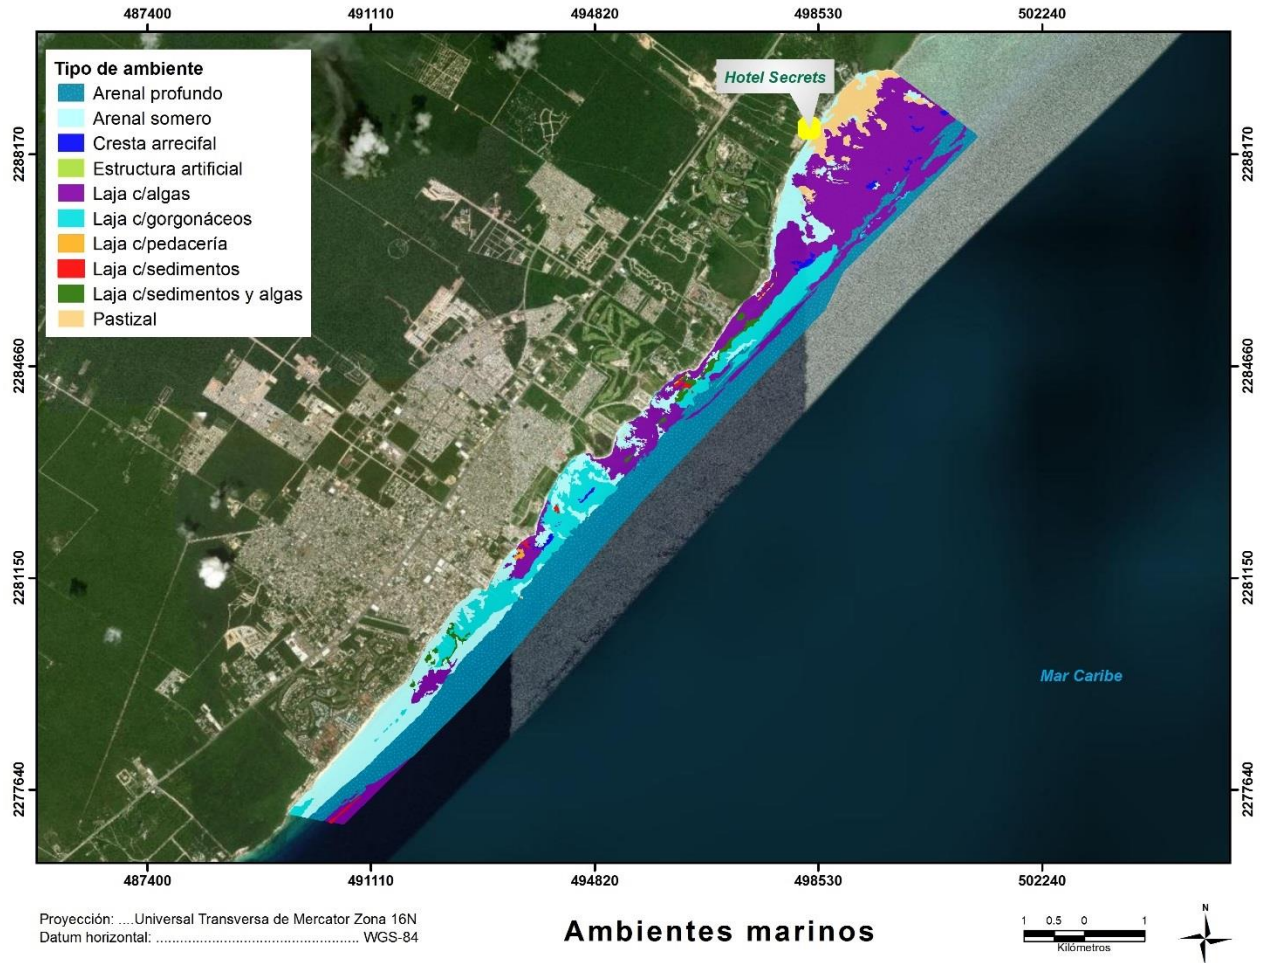 487400 491110 494820 498530 502240
Tipo de ambiente
Arenal profundo
Arenal somero
Cresta arrecifal
Estructura artificial
Laja c/algas
Laja c/gorgonáceos
Laja c/pedacería
Laja c/sedimentos
Laja c/sedimentos y algas
Pastizal
Hotel Secrets
2288170 2288170
2284660 2284660
2281150 2281150
Mar Caribe
2277640 2277640
487400 491110 494820 498530 502240
Proyección: ....Universal Transversa de Mercator Zona 16N
Datum horizontal: .................................................. WGS-84
Ambientes marinos
1 0.5 0 1
Kilómetros
N